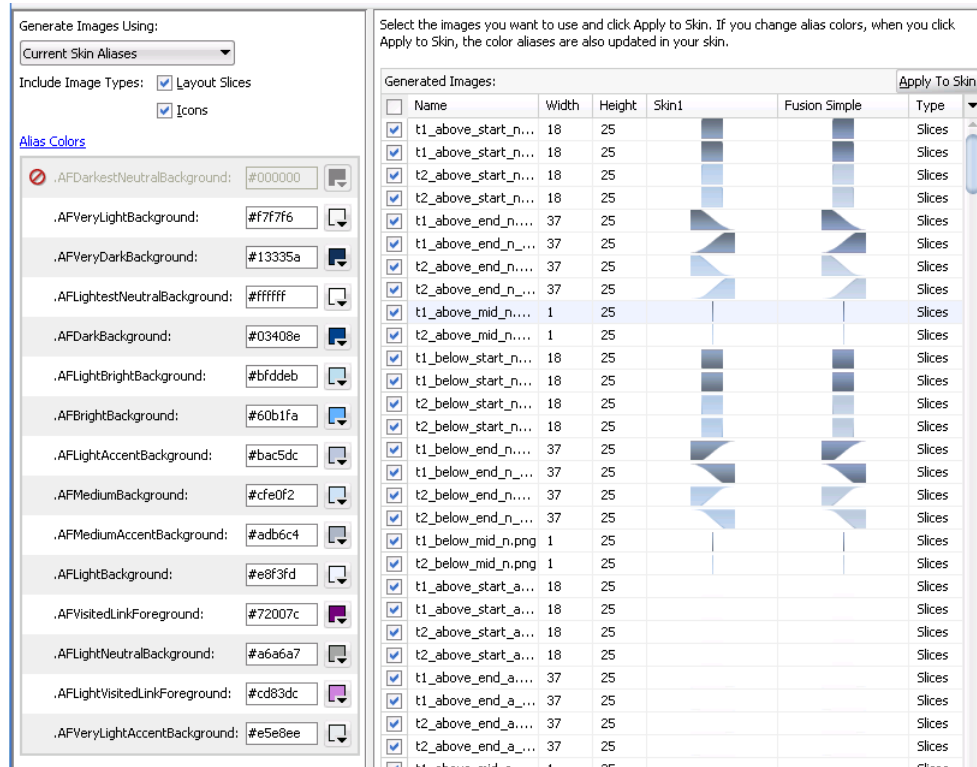 Generate Images Using:
Current Skin Aliases
Include Image Types: Layout Slices
Icons
Alias Colors
.AFDarkestNeutralBackground: #000000
.AFVeryLightBackground: #f7f7f6
.AFVeryDarkBackground: #13335a
.AFLightestNeutralBackground: #ffffff
.AFDarkBackground: #03408e
.AFLightBrightBackground: #bfddeb
.AFBrightBackground: #60b1fa
.AFLightAccentBackground: #bac5dc
.AFMediumBackground: #cfe0f2
.AFMediumAccentBackground: #adb6c4
.AFLightBackground: #e8f3fd
.AFVisitedLinkForeground: #72007c
.AFLightNeutralBackground: #a6a6a7
.AFLightVisitedLinkForeground: #cd83dc
.AFVeryLightAccentBackground: #e5e8ee
Select the images you want to use and click Apply to Skin. If you change alias colors, when you click
Apply to Skin, the color aliases are also updated in your skin.
Generated Images: Apply To Skin
Name Width Height Skin1 Fusion Simple Type
t1_above_start_n... 18 25 Slices
t1_above_start_n... 18 25 Slices
t2_above_start_n... 18 25 Slices
t2_above_start_n... 18 25 Slices
t1_above_end_n.... 37 25 Slices
t1_above_end_n_... 37 25 Slices
t2_above_end_n.... 37 25 Slices
t2_above_end_n_... 37 25 Slices
t1_above_mid_n.... 1 25 Slices
t2_above_mid_n.... 1 25 Slices
t1_below_start_n... 18 25 Slices
t1_below_start_n... 18 25 Slices
t2_below_start_n... 18 25 Slices
t2_below_start_n... 18 25 Slices
t1_below_end_n.... 37 25 Slices
t1_below_end_n_... 37 25 Slices
t2_below_end_n.... 37 25 Slices
t2_below_end_n_... 37 25 Slices
t1_below_mid_n.png 1 25 Slices
t2_below_mid_n.png 1 25 Slices
t1_above_start_a... 18 25 Slices
t1_above_start_a... 18 25 Slices
t2_above_start_a... 18 25 Slices
t2_above_start_a... 18 25 Slices
t1_above_end_a.... 37 25 Slices
t1_above_end_a_... 37 25 Slices
t2_above_end_a.... 37 25 Slices
t2_above_end_a_... 37 25 Slices